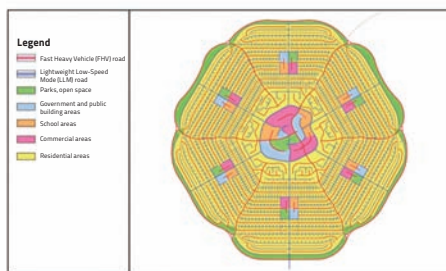 Legend
Fast Heavy Vehicle (FHV) road
Lightweight Low-Speed
Mode (LLM) road
Parks, open space
Government and public
building areas
School areas
Commercial areas
Residential areas